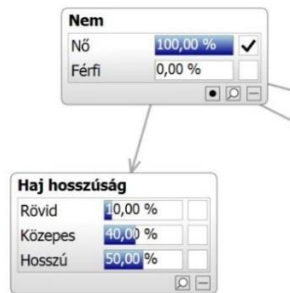 Nem
Nő 100,00 %
Férfi 0,00 %
Haj hosszúság
Rövid 10,00 %
Közepes 40,00 %
Hosszú 50,00 %